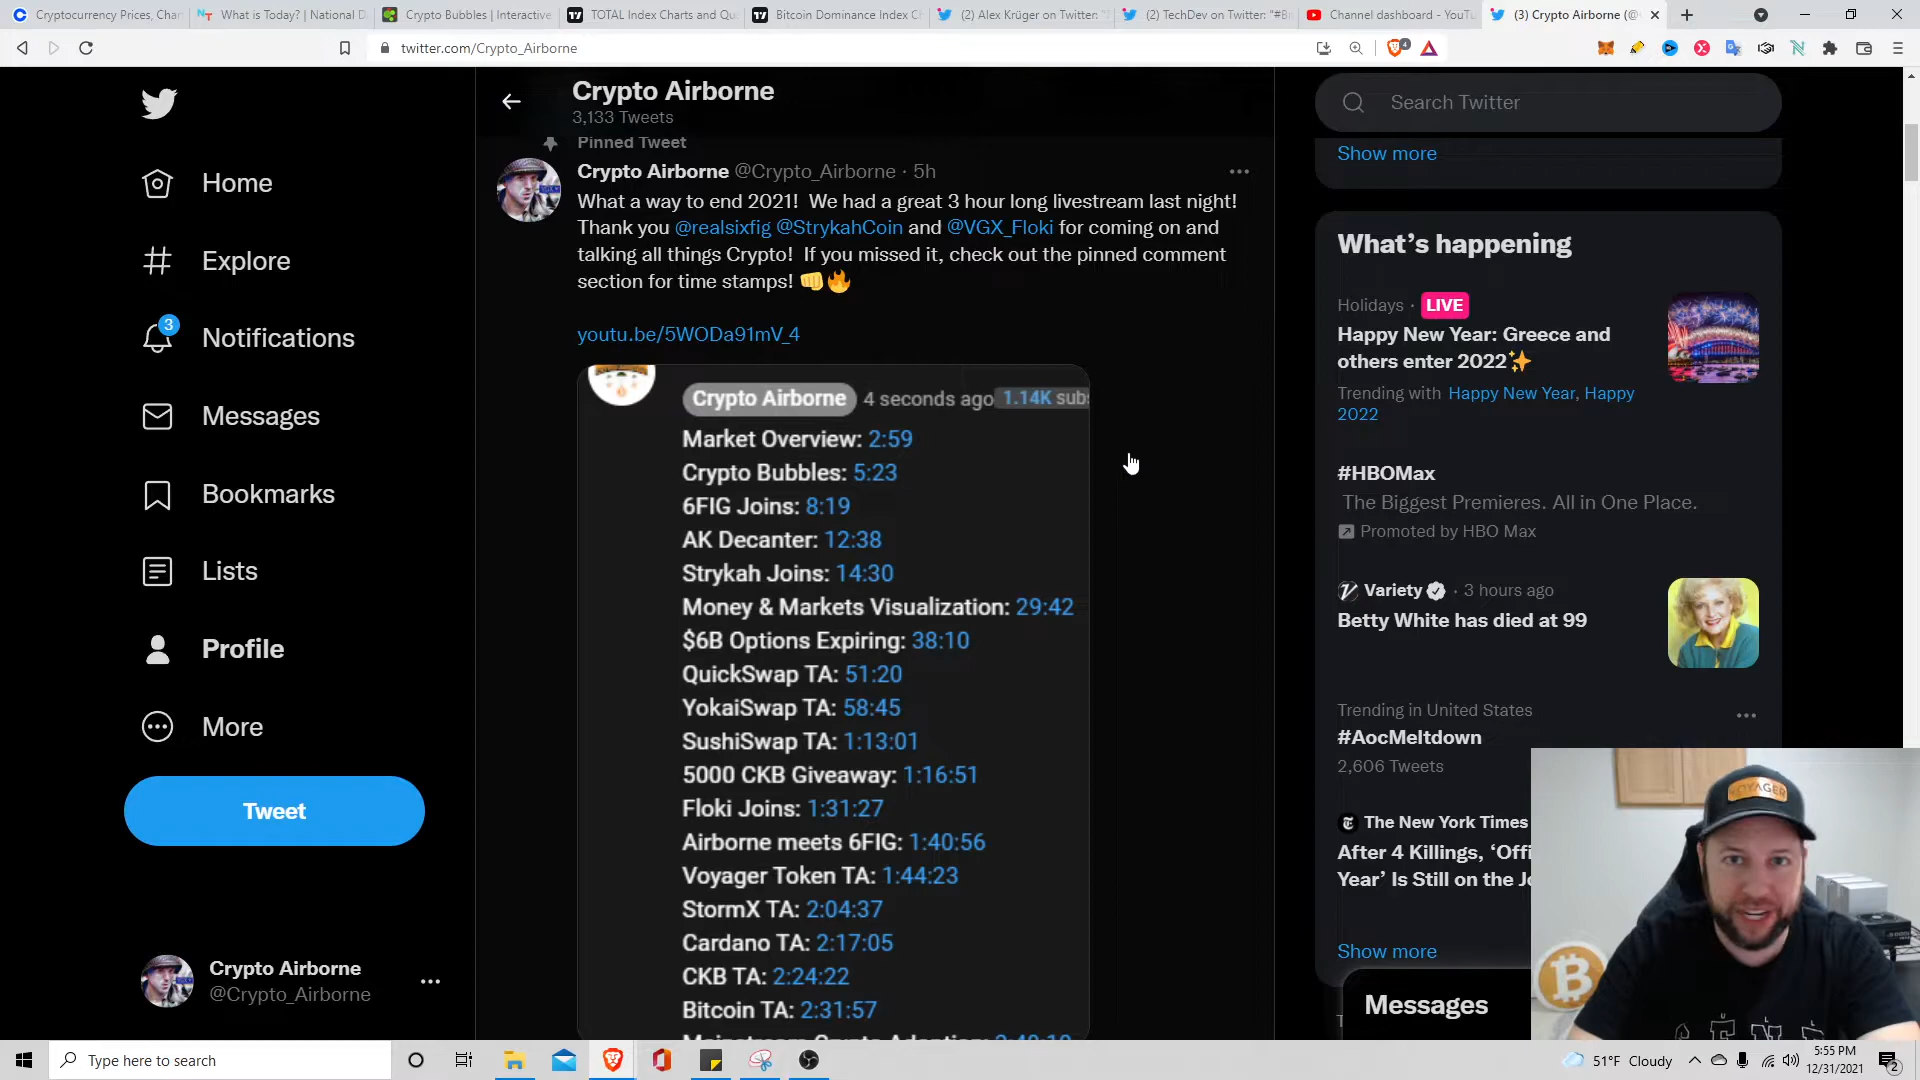 Cryptocurrency Prices, Char
What is Today? | National D
Crypto Bubbles | Interactive
TOTAL Index Charts and Qu
Bitcoin Dominance Index C
(2) Alex Krüger on Twitter: "
(2) TechDev on Twitter: "#Bi
Channel dashboard - YouTu
(3) Crypto Airborne (@
twitter.com/Crypto_Airborne
4
Home
Explore
3
Notifications
Messages
Bookmarks
Lists
Profile
More
Tweet
Crypto Airborne
@Crypto_Airborne
Crypto Airborne
3,133 Tweets
Pinned Tweet
Crypto Airborne @Crypto_Airborne · 5h
What a way to end 2021! We had a great 3 hour long livestream last night!
Thank you @realsixfig @StrykahCoin and @VGX_Floki for coming on and
talking all things Crypto! If you missed it, check out the pinned comment
section for time stamps! 👊🔥
youtu.be/5WODa91mV_4
Crypto Airborne 4 seconds ago 1.14K subs
Market Overview: 2:59
Crypto Bubbles: 5:23
6FIG Joins: 8:19
AK Decanter: 12:38
Strykah Joins: 14:30
Money & Markets Visualization: 29:42
$6B Options Expiring: 38:10
QuickSwap TA: 51:20
YokaiSwap TA: 58:45
SushiSwap TA: 1:13:01
5000 CKB Giveaway: 1:16:51
Floki Joins: 1:31:27
Airborne meets 6FIG: 1:40:56
Voyager Token TA: 1:44:23
StormX TA: 2:04:37
Cardano TA: 2:17:05
CKB TA: 2:24:22
Bitcoin TA: 2:31:57
Search Twitter
Show more
What's happening
Holidays · LIVE
Happy New Year: Greece and
others enter 2022✨
Trending with Happy New Year, Happy
2022
#HBOMax
The Biggest Premieres. All in One Place.
Promoted by HBO Max
Variety · 3 hours ago
Betty White has died at 99
Trending in United States
#AocMeltdown
2,606 Tweets
The New York Times
After 4 Killings, 'Offi
Year' Is Still on the Jo
Show more
Messages
VOYAGER
Type here to search
51°F Cloudy
5:55 PM
12/31/2021
2